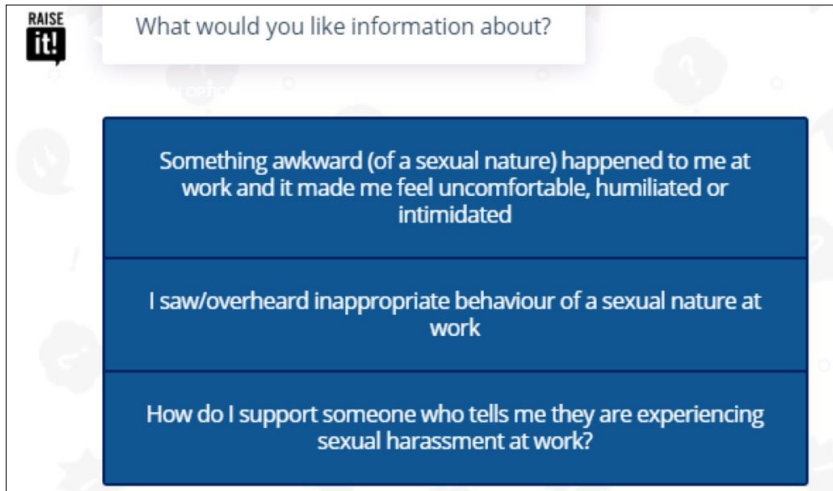 RAISE
it!
What would you like information about?
Something awkward (of a sexual nature) happened to me at
work and it made me feel uncomfortable, humiliated or
intimidated
I saw/overheard inappropriate behaviour of a sexual nature at
work
How do I support someone who tells me they are experiencing
sexual harassment at work?